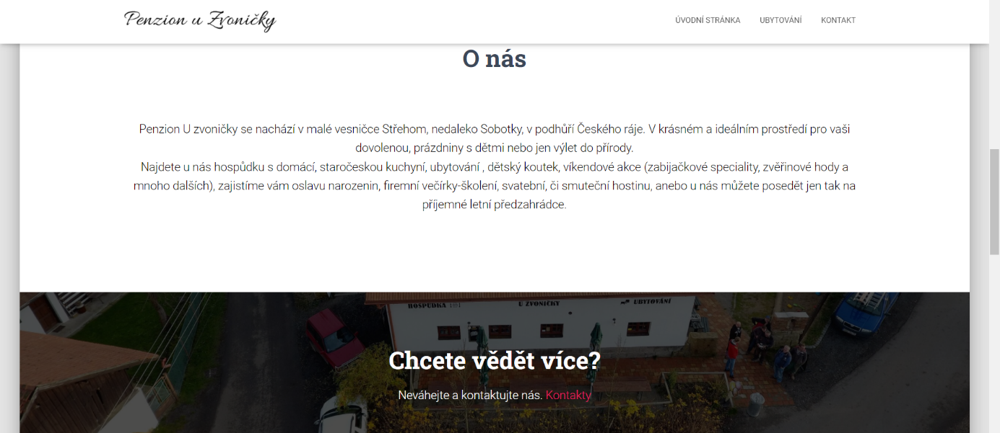 Penzion u Zvoničky
ÚVODNÍ STRÁNKA UBYTOVÁNÍ KONTAKT
O nás
Penzion U zvoničky se nachází v malé vesničce Střehom, nedaleko Sobotky, v podhůří Českého ráje. V krásném a ideálním prostředí pro vaši
dovolenou, prázdniny s dětmi nebo jen výlet do přírody.
Najdete u nás hospůdku s domácí, staročeskou kuchyní, ubytování , dětský koutek, víkendové akce (zabijačkové speciality, zvěřinové hody a
mnoho dalších), zajistíme vám oslavu narozenin, firemní večírky-školení, svatební, či smuteční hostinu, anebo u nás můžete posedět jen tak na
příjemné letní předzahrádce.
HOSPŮDKA U ZVONIČKY UBYTOVÁNÍ
Chcete vědět více?
Neváhejte a kontaktujte nás. Kontakty